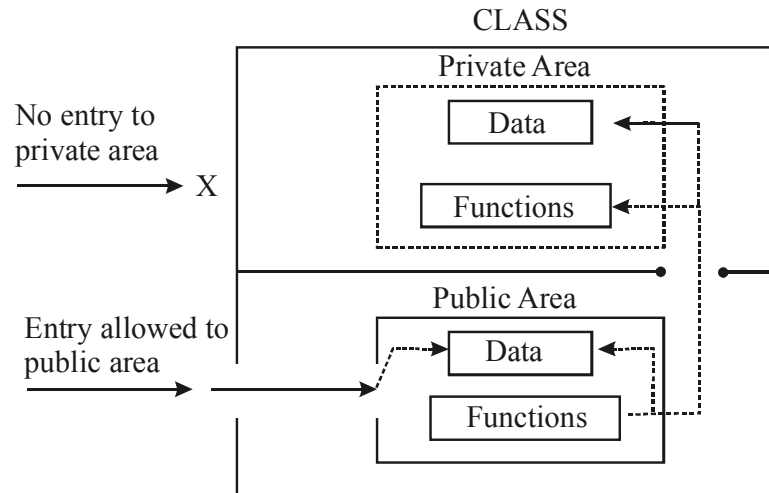 CLASS
Private Area
No entry to
private area
X
Data
Functions
Public Area
Entry allowed to
public area
Data
Functions